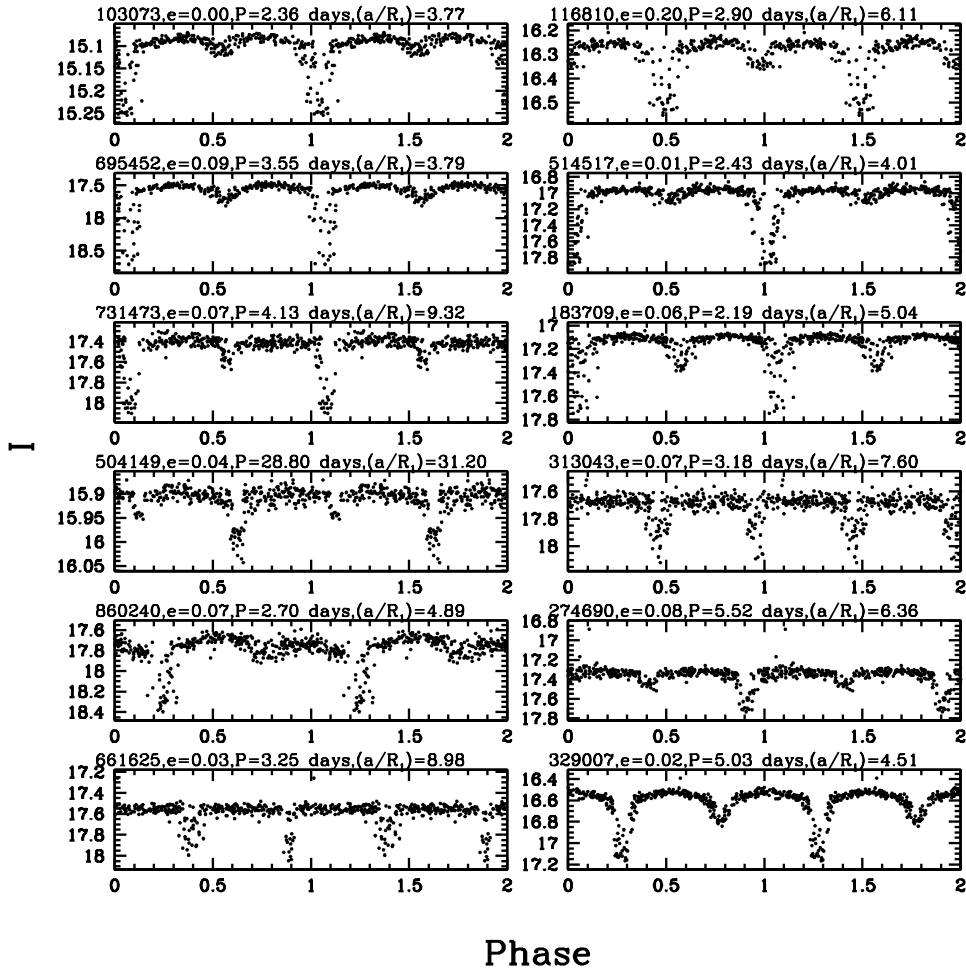 103073,e=0.00,P=2.36 days,(a/R₁)=3.77
15.1
15.15
15.2
15.25
0 0.5 1 1.5 2
116810,e=0.20,P=2.90 days,(a/R₁)=6.11
16.2
16.3
16.4
16.5
0 0.5 1 1.5 2
695452,e=0.09,P=3.55 days,(a/R₁)=3.79
17.5
18
18.5
0 0.5 1 1.5 2
514517,e=0.01,P=2.43 days,(a/R₁)=4.01
16.8
17
17.2
17.4
17.6
17.8
0 0.5 1 1.5 2
731473,e=0.07,P=4.13 days,(a/R₁)=9.32
17.4
17.6
17.8
18
0 0.5 1 1.5 2
183709,e=0.06,P=2.19 days,(a/R₁)=5.04
17
17.2
17.4
17.6
17.8
0 0.5 1 1.5 2
I
504149,e=0.04,P=28.80 days,(a/R₁)=31.20
15.9
15.95
16
16.05
0 0.5 1 1.5 2
313043,e=0.07,P=3.18 days,(a/R₁)=7.60
17.6
17.8
18
0 0.5 1 1.5 2
860240,e=0.07,P=2.70 days,(a/R₁)=4.89
17.6
17.8
18
18.2
18.4
0 0.5 1 1.5 2
274690,e=0.08,P=5.52 days,(a/R₁)=6.36
16.8
17
17.2
17.4
17.6
17.8
0 0.5 1 1.5 2
661625,e=0.03,P=3.25 days,(a/R₁)=8.98
17.2
17.4
17.6
17.8
18
0 0.5 1 1.5 2
329007,e=0.02,P=5.03 days,(a/R₁)=4.51
16.4
16.6
16.8
17
17.2
0 0.5 1 1.5 2
Phase